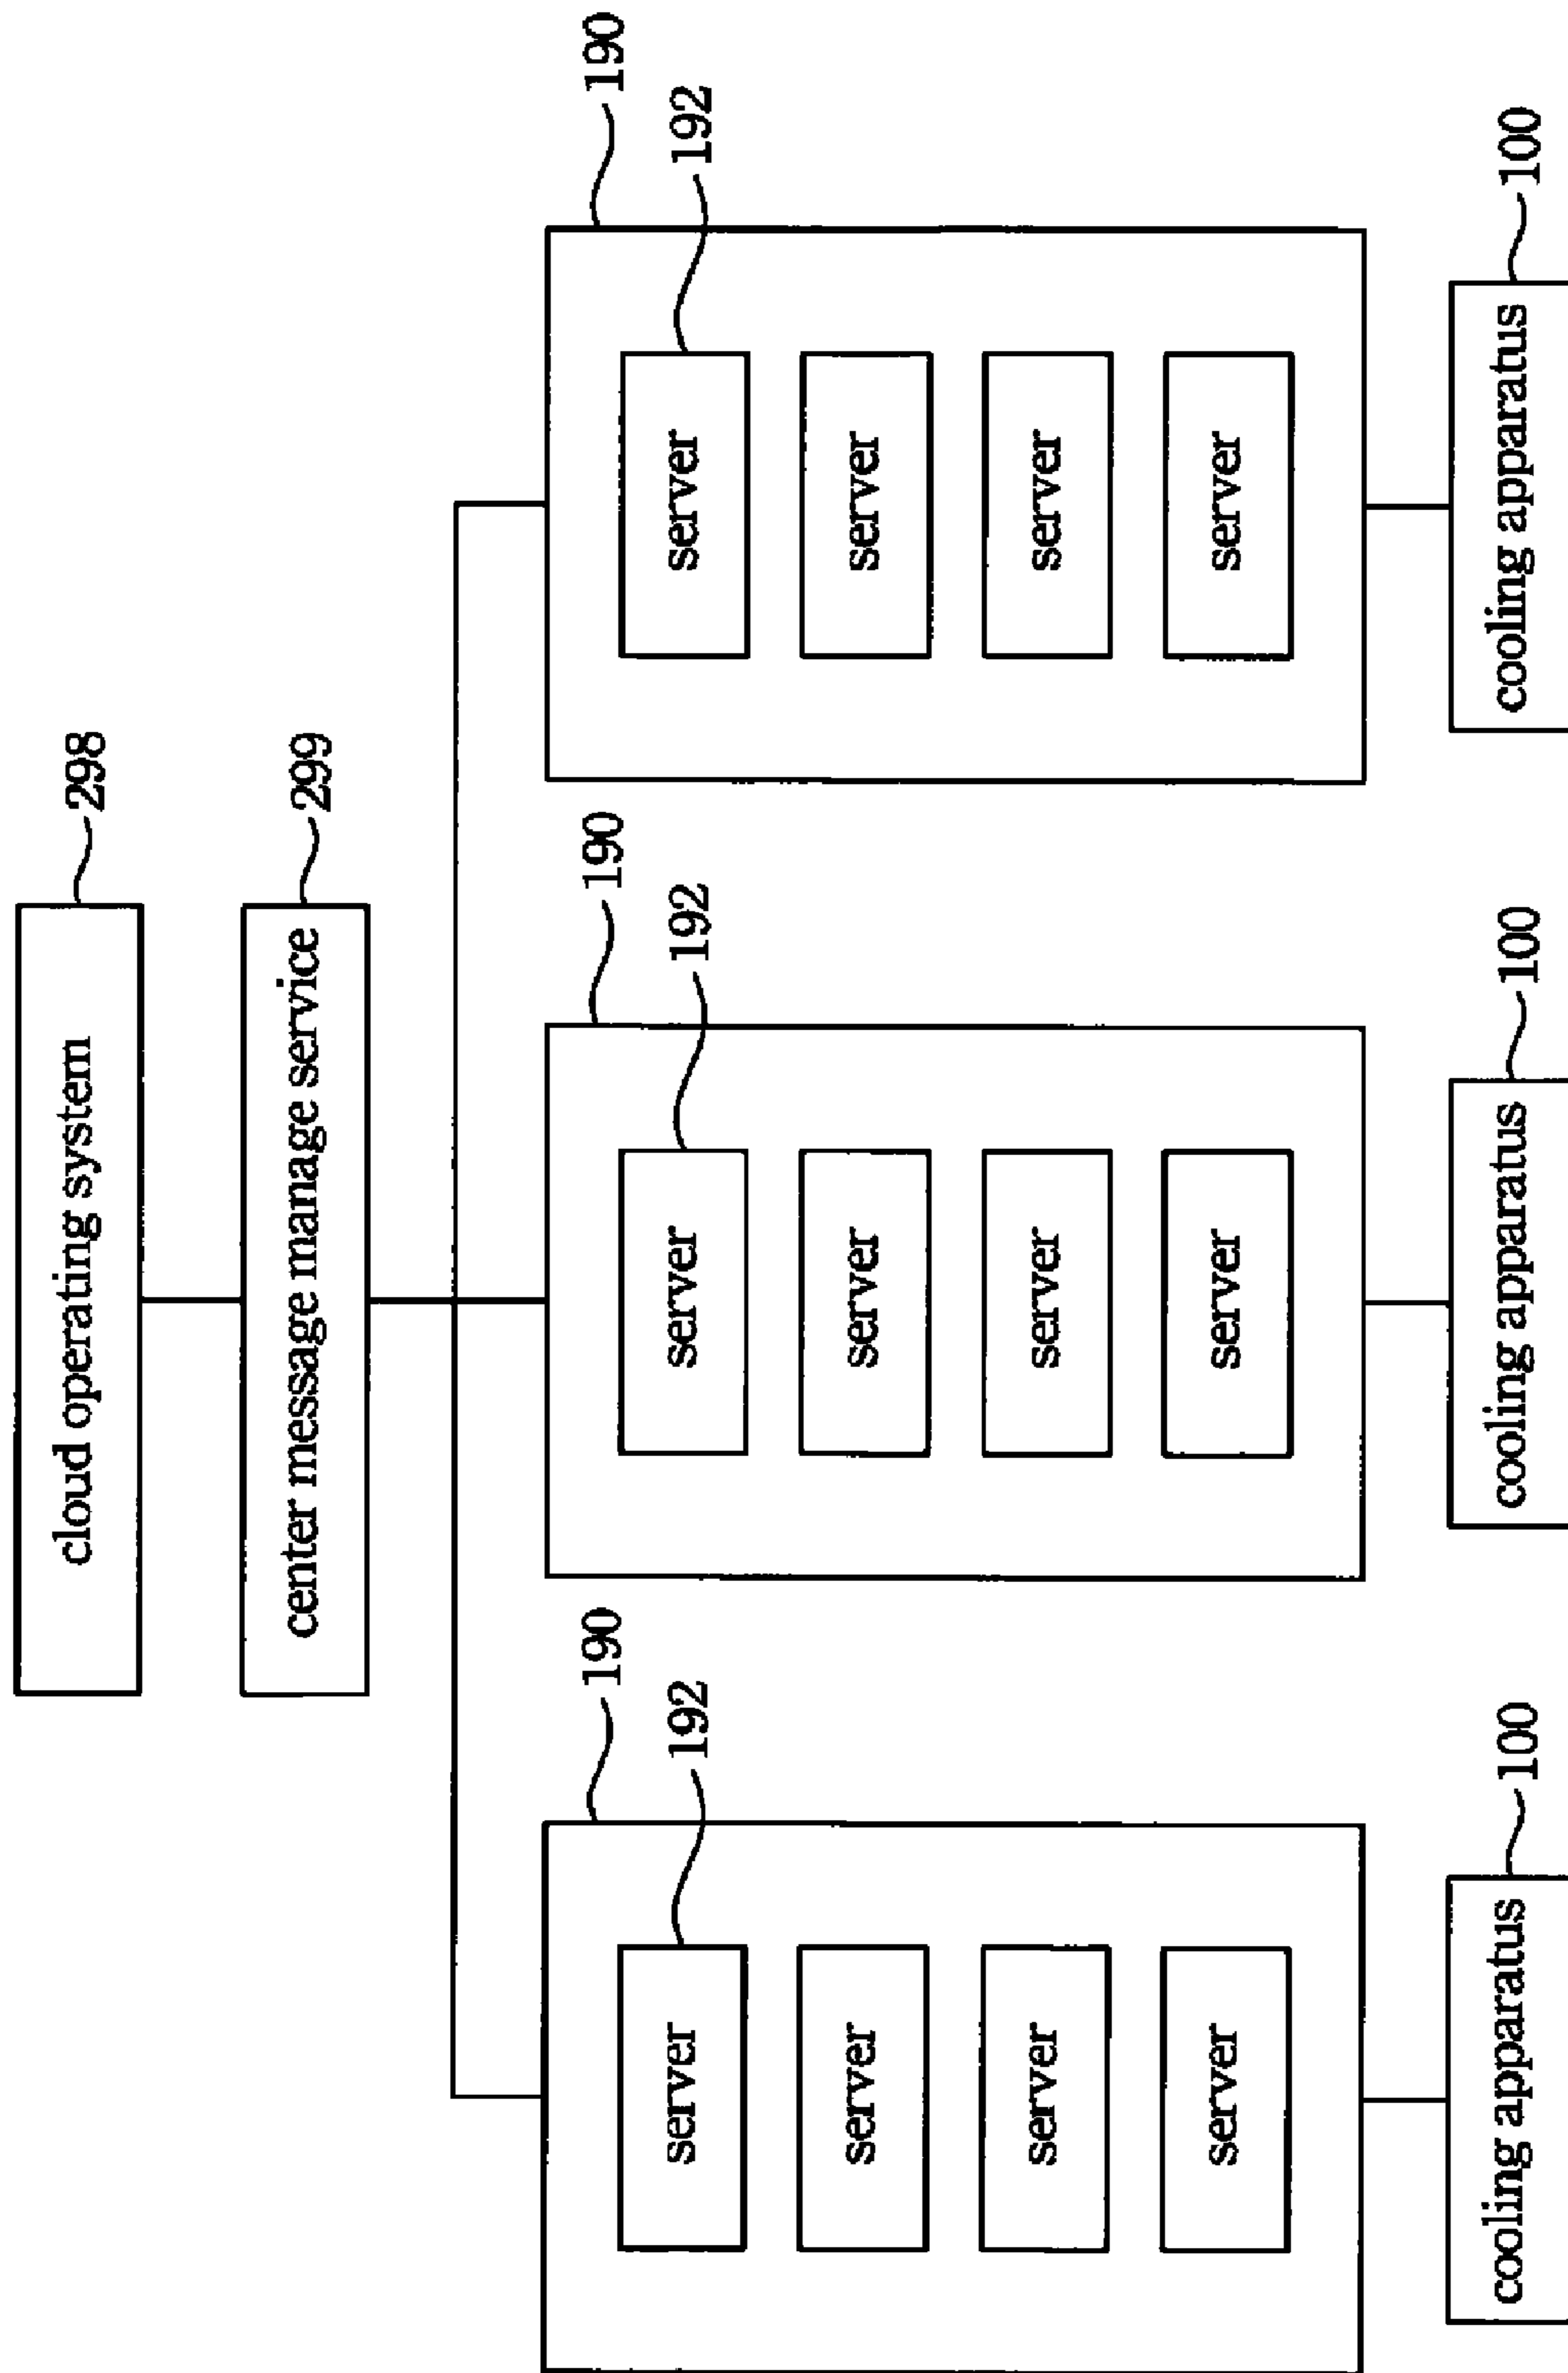 cloud operating system
298
center message manage service
299
190
190
190
192
192
192
server
server
server
server
server
server
server
server
server
server
server
server
cooling apparatus
100
cooling apparatus
100
cooling apparatus
100